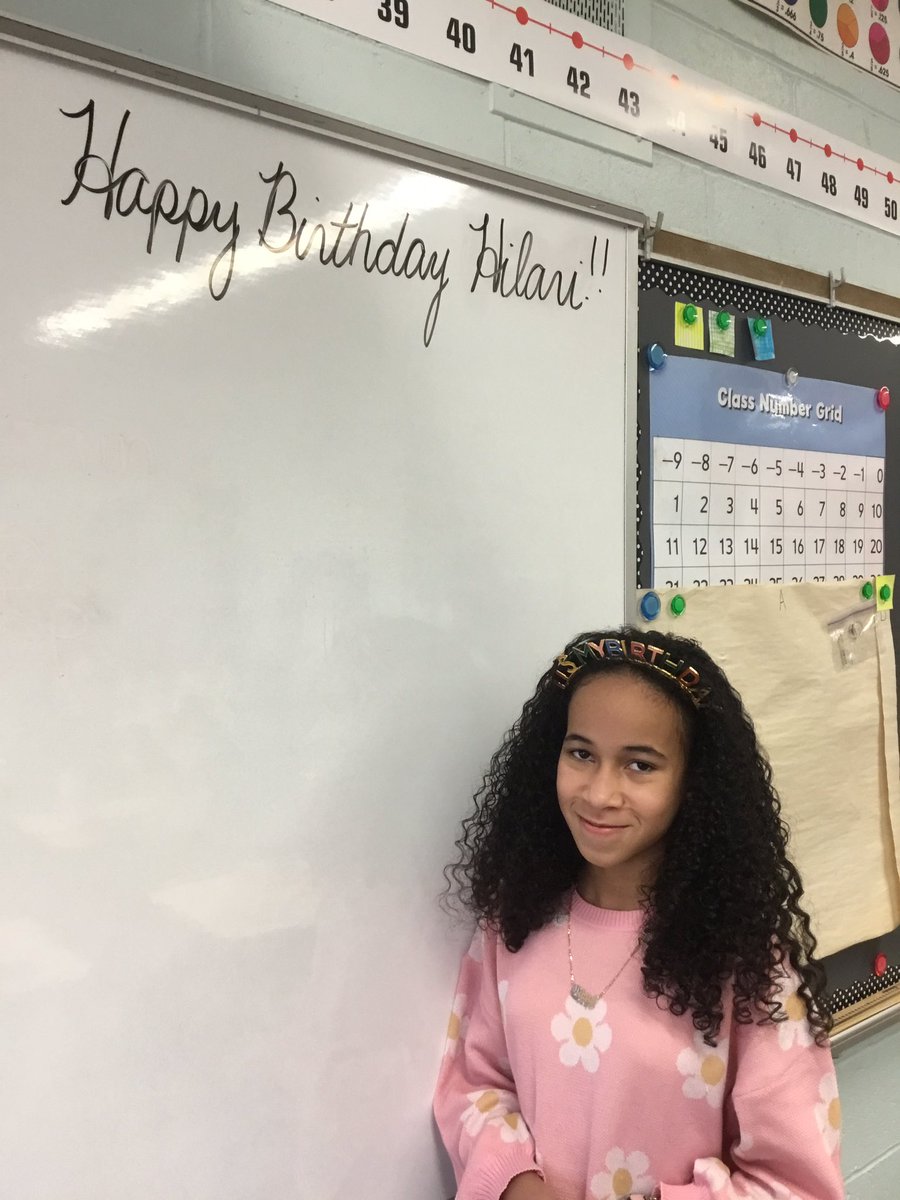 39 40 41 42 43 44 45 46 47 48 49 50
Happy Birthday Hilari!!
Class Number Grid
-9 -8 -7 -6 -5 -4 -3 -2 -1 0
1 2 3 4 5 6 7 8 9 10
11 12 13 14 15 16 17 18 19 20
A
IT'S MY BIRTHDA